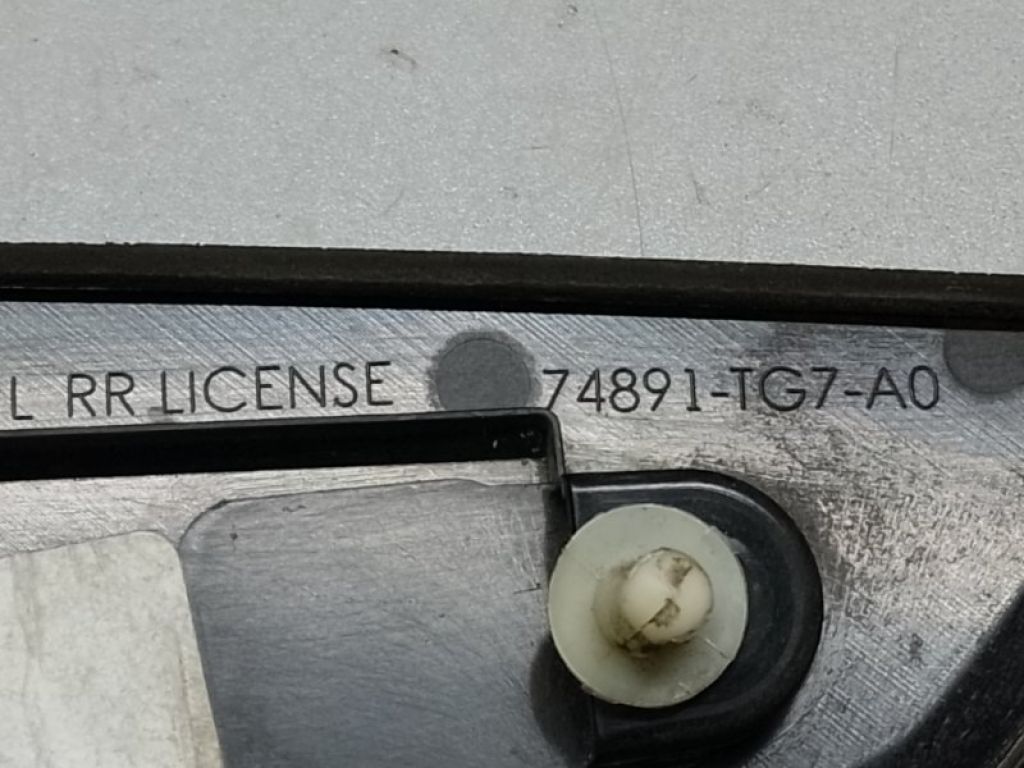 L RR LICENSE 74891-TG7-A0